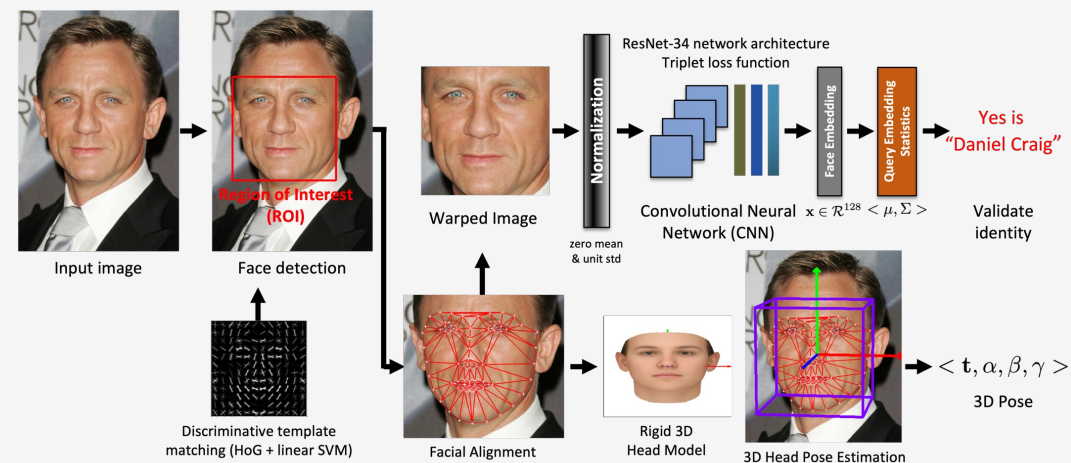 Input image
Region of Interest
(ROI)
Face detection
Discriminative template
matching (HoG + linear SVM)
Warped Image
Facial Alignment
Normalization
zero mean
& unit std
ResNet-34 network architecture
Triplet loss function
Convolutional Neural
Network (CNN)
Face Embedding
x ∈ R¹²⁸
Query Embedding
Statistics
< μ, Σ >
Yes is
“Daniel Craig”
Validate
identity
Rigid 3D
Head Model
3D Head Pose Estimation
< t, α, β, γ >
3D Pose